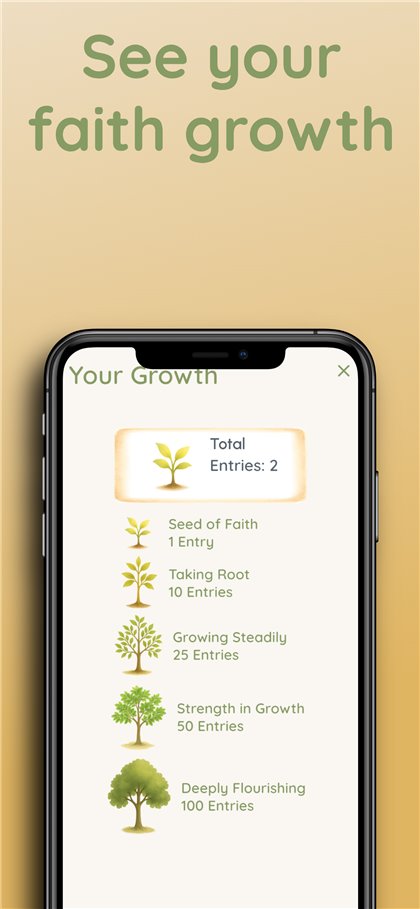 See your
faith growth
Your Growth
Total
Entries: 2
Seed of Faith
1 Entry
Taking Root
10 Entries
Growing Steadily
25 Entries
Strength in Growth
50 Entries
Deeply Flourishing
100 Entries